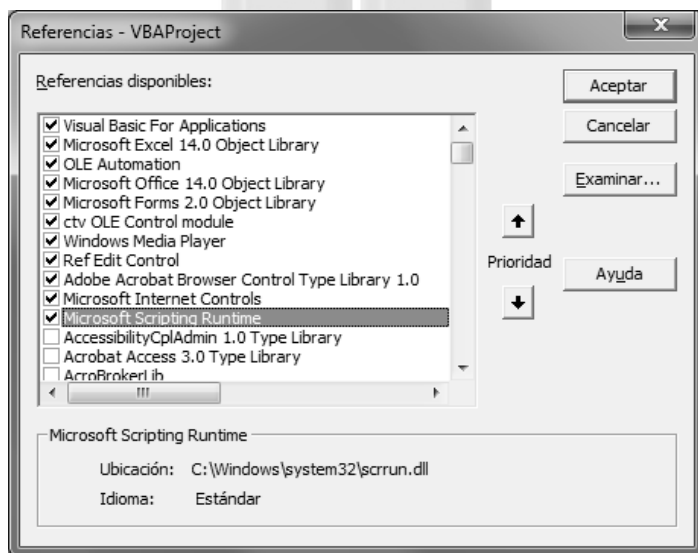 Referencias - VBAProject
Referencias disponibles:
Visual Basic For Applications
Microsoft Excel 14.0 Object Library
OLE Automation
Microsoft Office 14.0 Object Library
Microsoft Forms 2.0 Object Library
ctv OLE Control module
Windows Media Player
Ref Edit Control
Adobe Acrobat Browser Control Type Library 1.0
Microsoft Internet Controls
Microsoft Scripting Runtime
AccessibilityCplAdmin 1.0 Type Library
Acrobat Access 3.0 Type Library
AcroBrokerLib
Aceptar
Cancelar
Examinar...
Prioridad
Ayuda
Microsoft Scripting Runtime
Ubicación: C:\Windows\system32\scrrun.dll
Idioma: Estándar